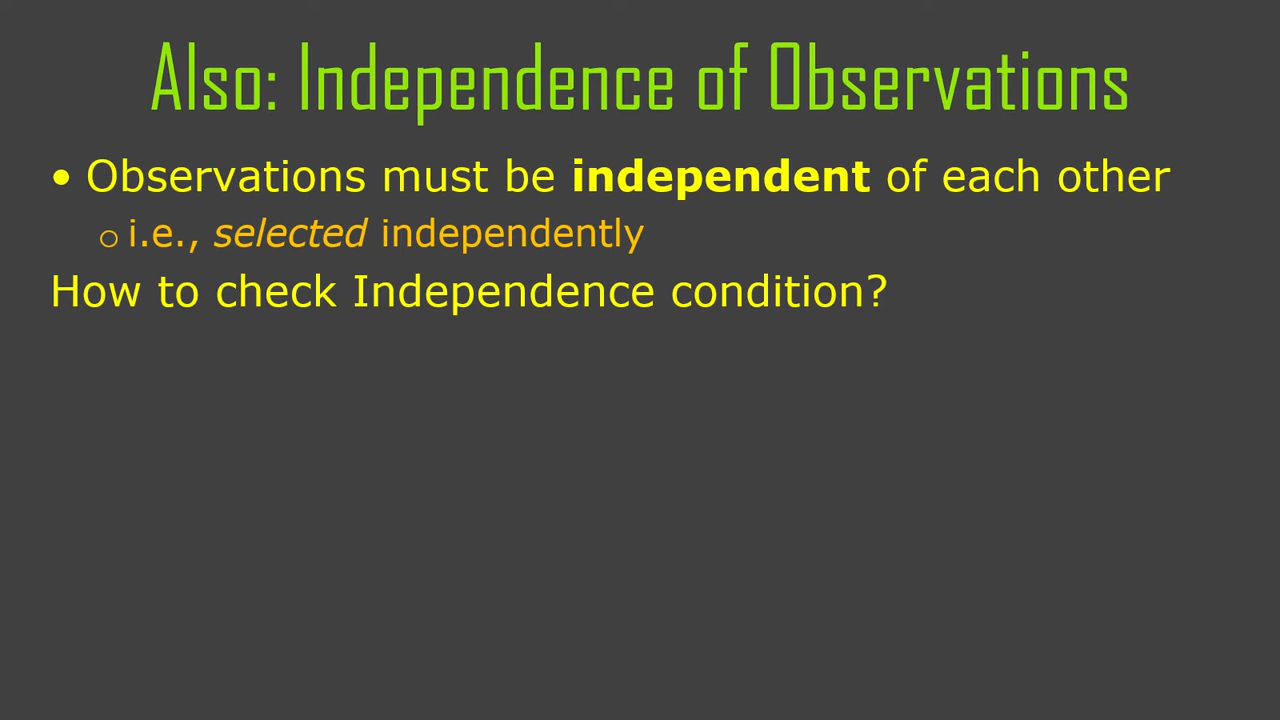 Also: Independence of Observations
• Observations must be independent of each other
o i.e., selected independently
How to check Independence condition?